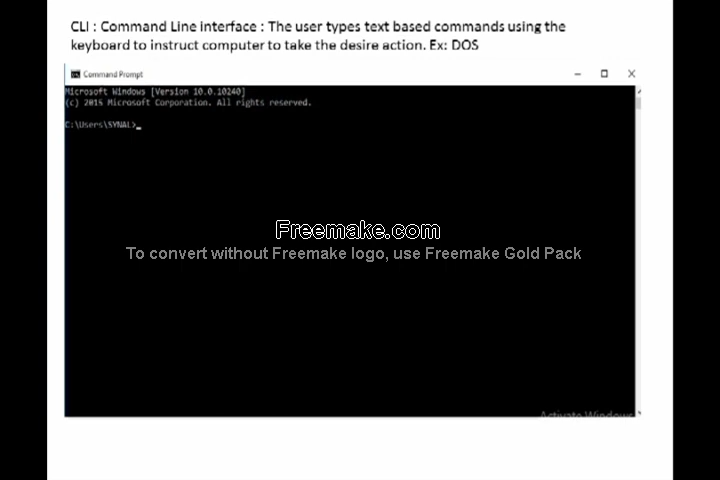 CLI : Command Line interface : The user types text based commands using the
keyboard to instruct computer to take the desire action. Ex: DOS
Command Prompt
Microsoft Windows [Version 10.0.10240]
(c) 2015 Microsoft Corporation. All rights reserved.
C:\Users\SYNAL>_
Freemake.com
To convert without Freemake logo, use Freemake Gold Pack
Activate Windows